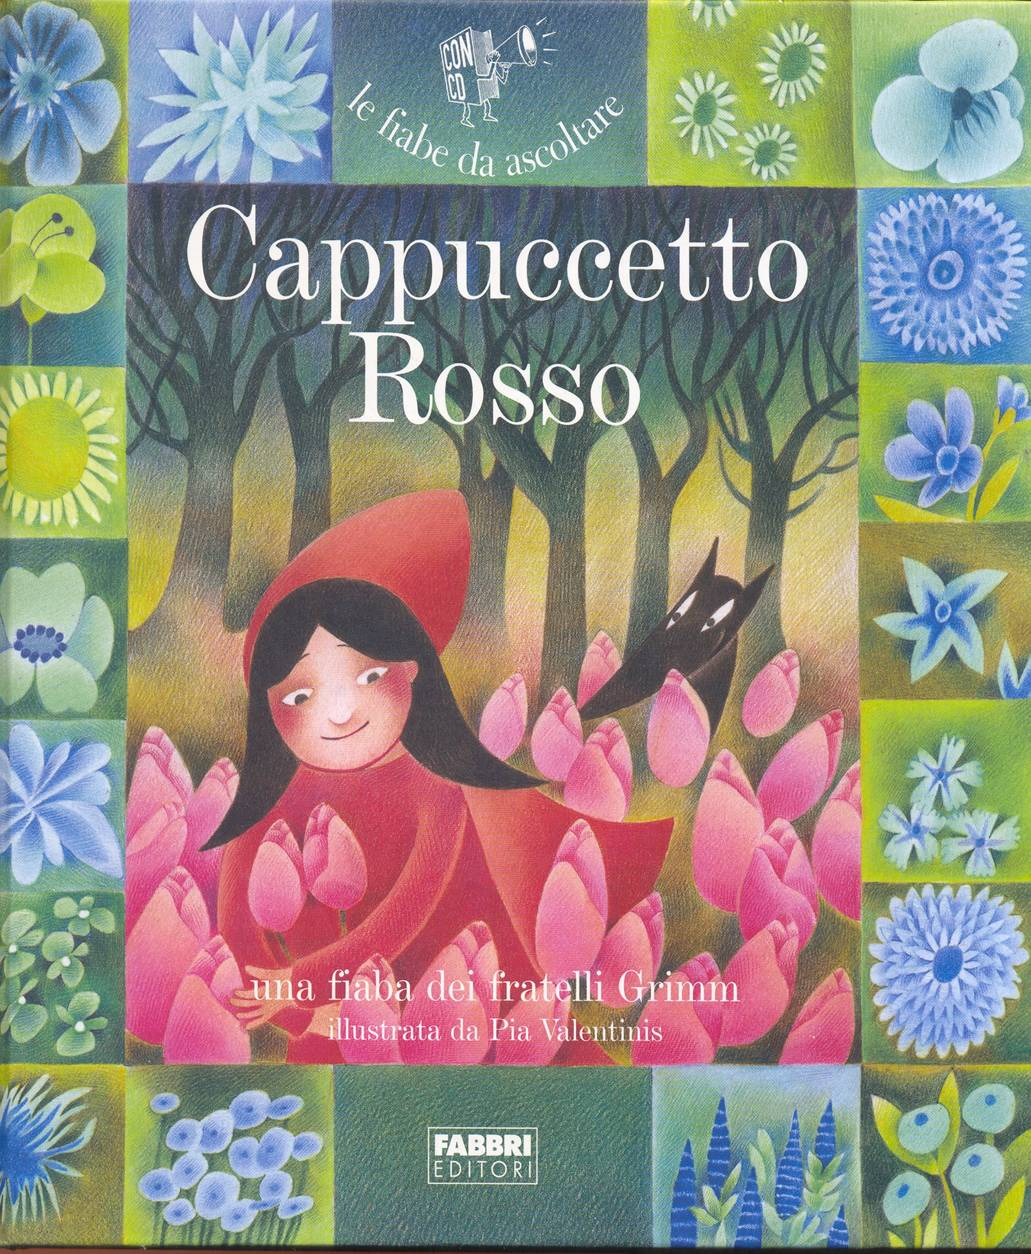 CON
CD
le fiabe da ascoltare
Cappuccetto
Rosso
una fiaba dei fratelli Grimm
illustrata da Pia Valentinis
FABBRI
EDITORI